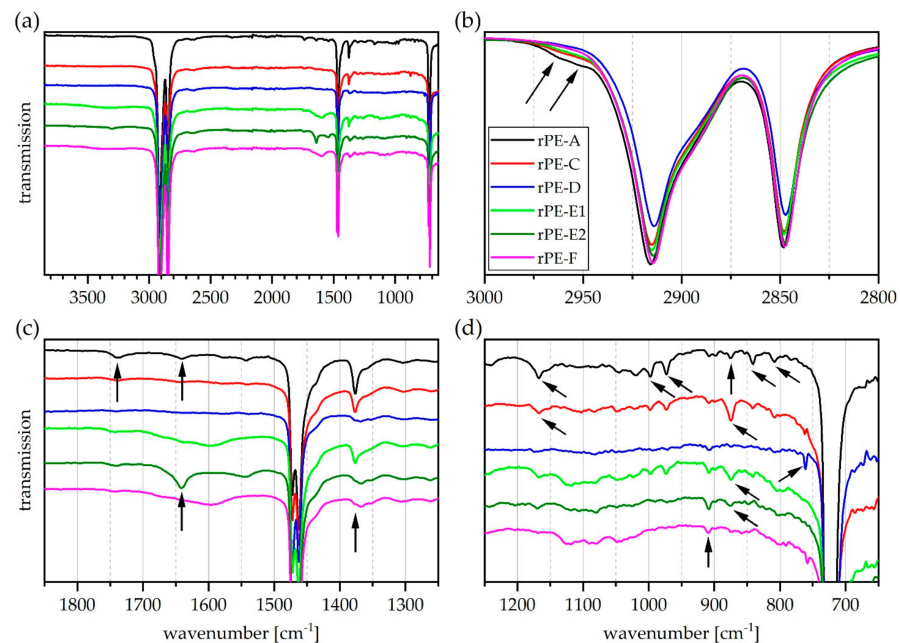 (a)
(b)
transmission
rPE-A
rPE-C
rPE-D
rPE-E1
rPE-E2
rPE-F
3500 3000 2500 2000 1500 1000
3000 2950 2900 2850 2800
(c)
(d)
transmission
1800 1700 1600 1500 1400 1300
1200 1100 1000 900 800 700
wavenumber [cm⁻¹]
wavenumber [cm⁻¹]